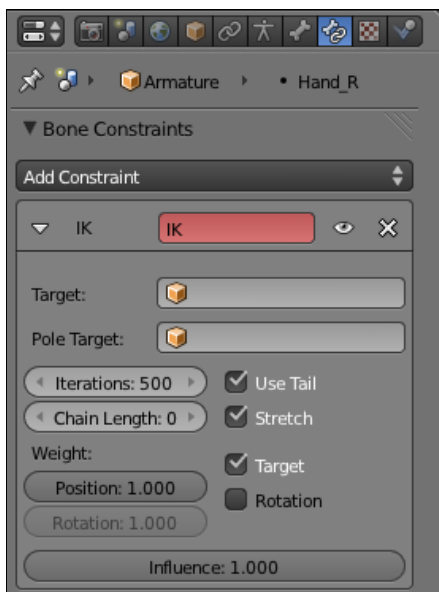 Armature
Hand_R
Bone Constraints
Add Constraint
IK
IK
Target:
Pole Target:
Iterations: 500
Use Tail
Chain Length: 0
Stretch
Weight:
Target
Position: 1.000
Rotation
Rotation: 1.000
Influence: 1.000